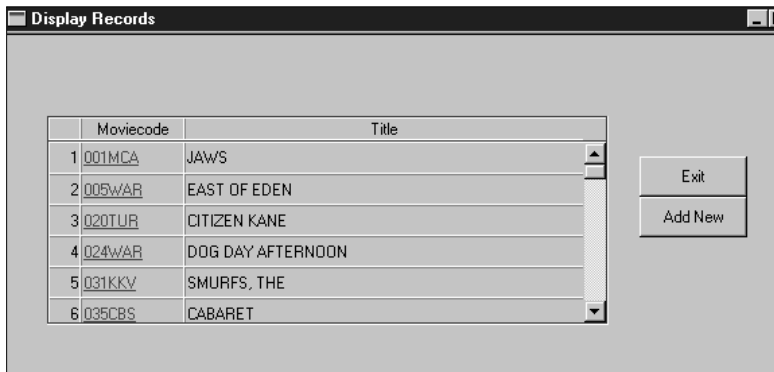 Display Records
Moviecode Title
1 001MCA JAWS
2 005WAR EAST OF EDEN
3 020TUR CITIZEN KANE
4 024WAR DOG DAY AFTERNOON
5 031KKV SMURFS, THE
6 035CBS CABARET
Exit
Add New